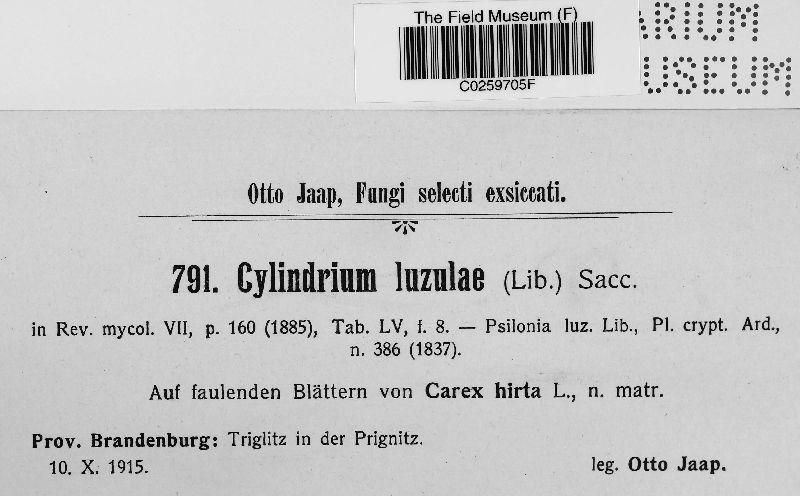 The Field Museum (F)
C0259705F
RIUM
USEUM
Otto Jaap, Fungi selecti exsiccati.
791. Cylindrium luzulae (Lib.) Sacc.
in Rev. mycol. VII, p. 160 (1885), Tab. LV, f. 8. — Psilonia luz. Lib., Pl. crypt. Ard.,
n. 386 (1837).
Auf faulenden Blättern von Carex hirta L., n. matr.
Prov. Brandenburg: Triglitz in der Prignitz.
10. X. 1915.
leg. Otto Jaap.